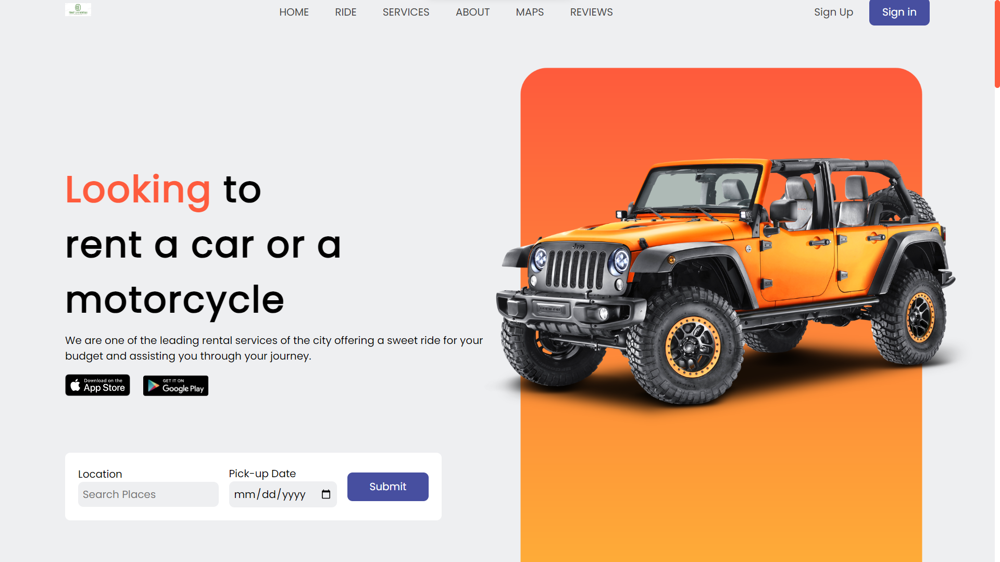 HOME RIDE SERVICES ABOUT MAPS REVIEWS Sign Up Sign in
Looking to
rent a car or a
motorcycle
We are one of the leading rental services of the city offering a sweet ride for your
budget and assisting you through your journey.
Download on the
App Store
GET IT ON
Google Play
Location
Search Places
Pick-up Date
mm/dd/yyyy
Submit
Jeep
RUBICON